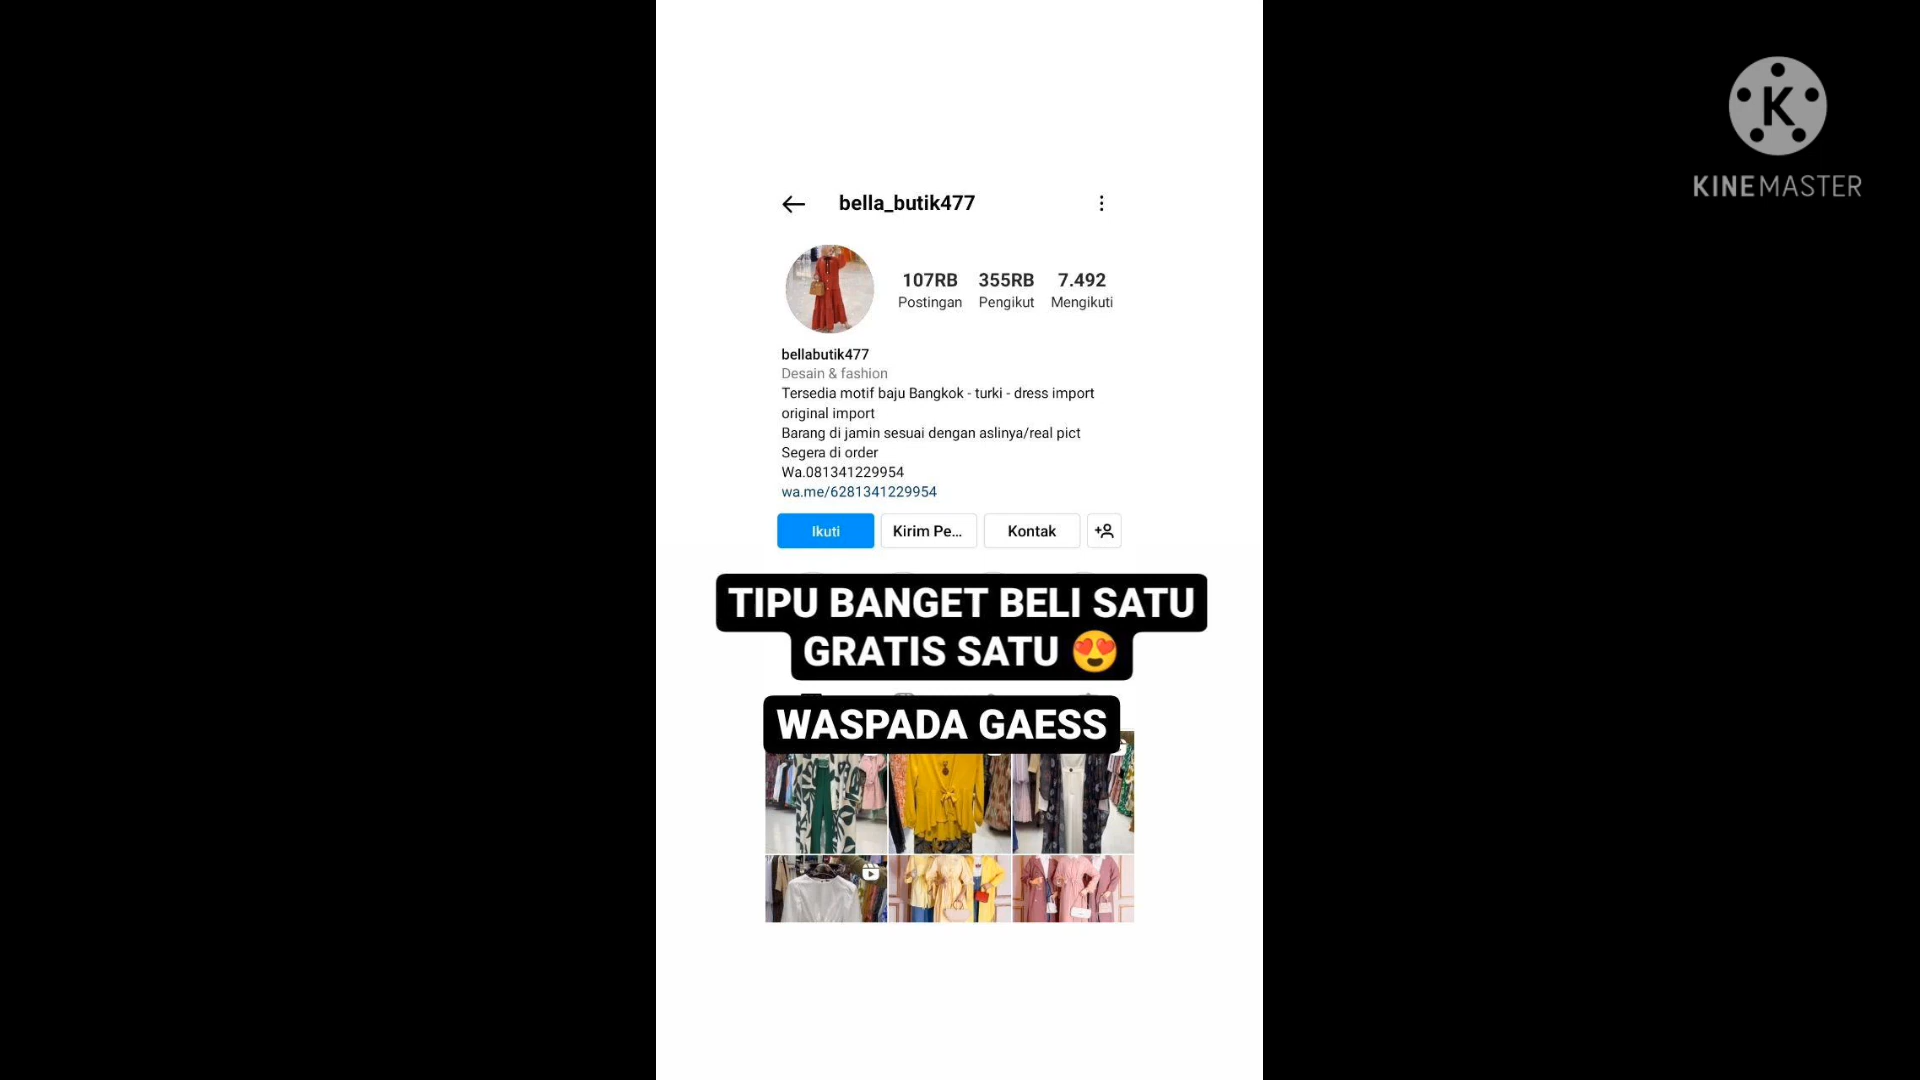 K
KINEMASTER
bella_butik477
107RB 355RB 7.492
Postingan Pengikut Mengikuti
bellabutik477
Desain & fashion
Tersedia motif baju Bangkok - turki - dress import
original import
Barang di jamin sesuai dengan aslinya/real pict
Segera di order
Wa.081341229954
wa.me/6281341229954
Ikuti Kirim Pe... Kontak
TIPU BANGET BELI SATU
GRATIS SATU 😍
WASPADA GAESS